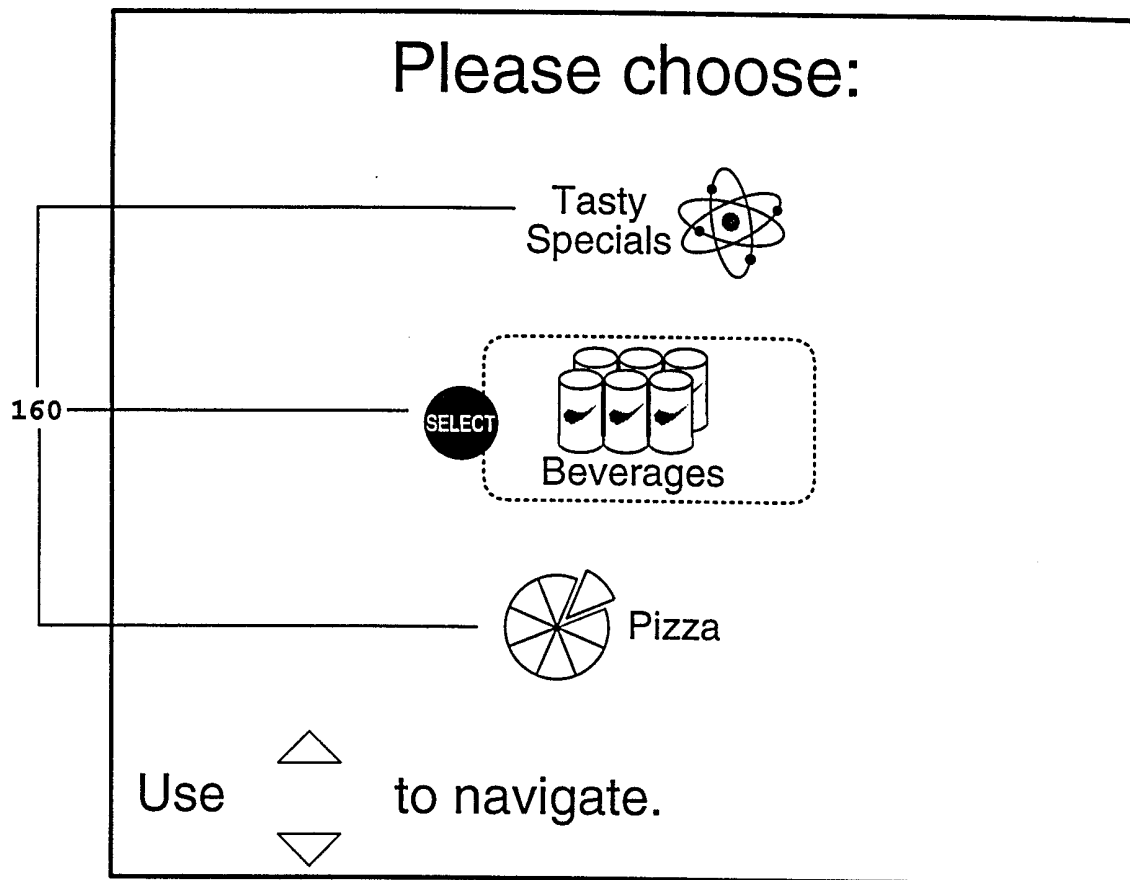 Please choose:
Tasty
Specials
160
SELECT
Beverages
Pizza
Use to navigate.